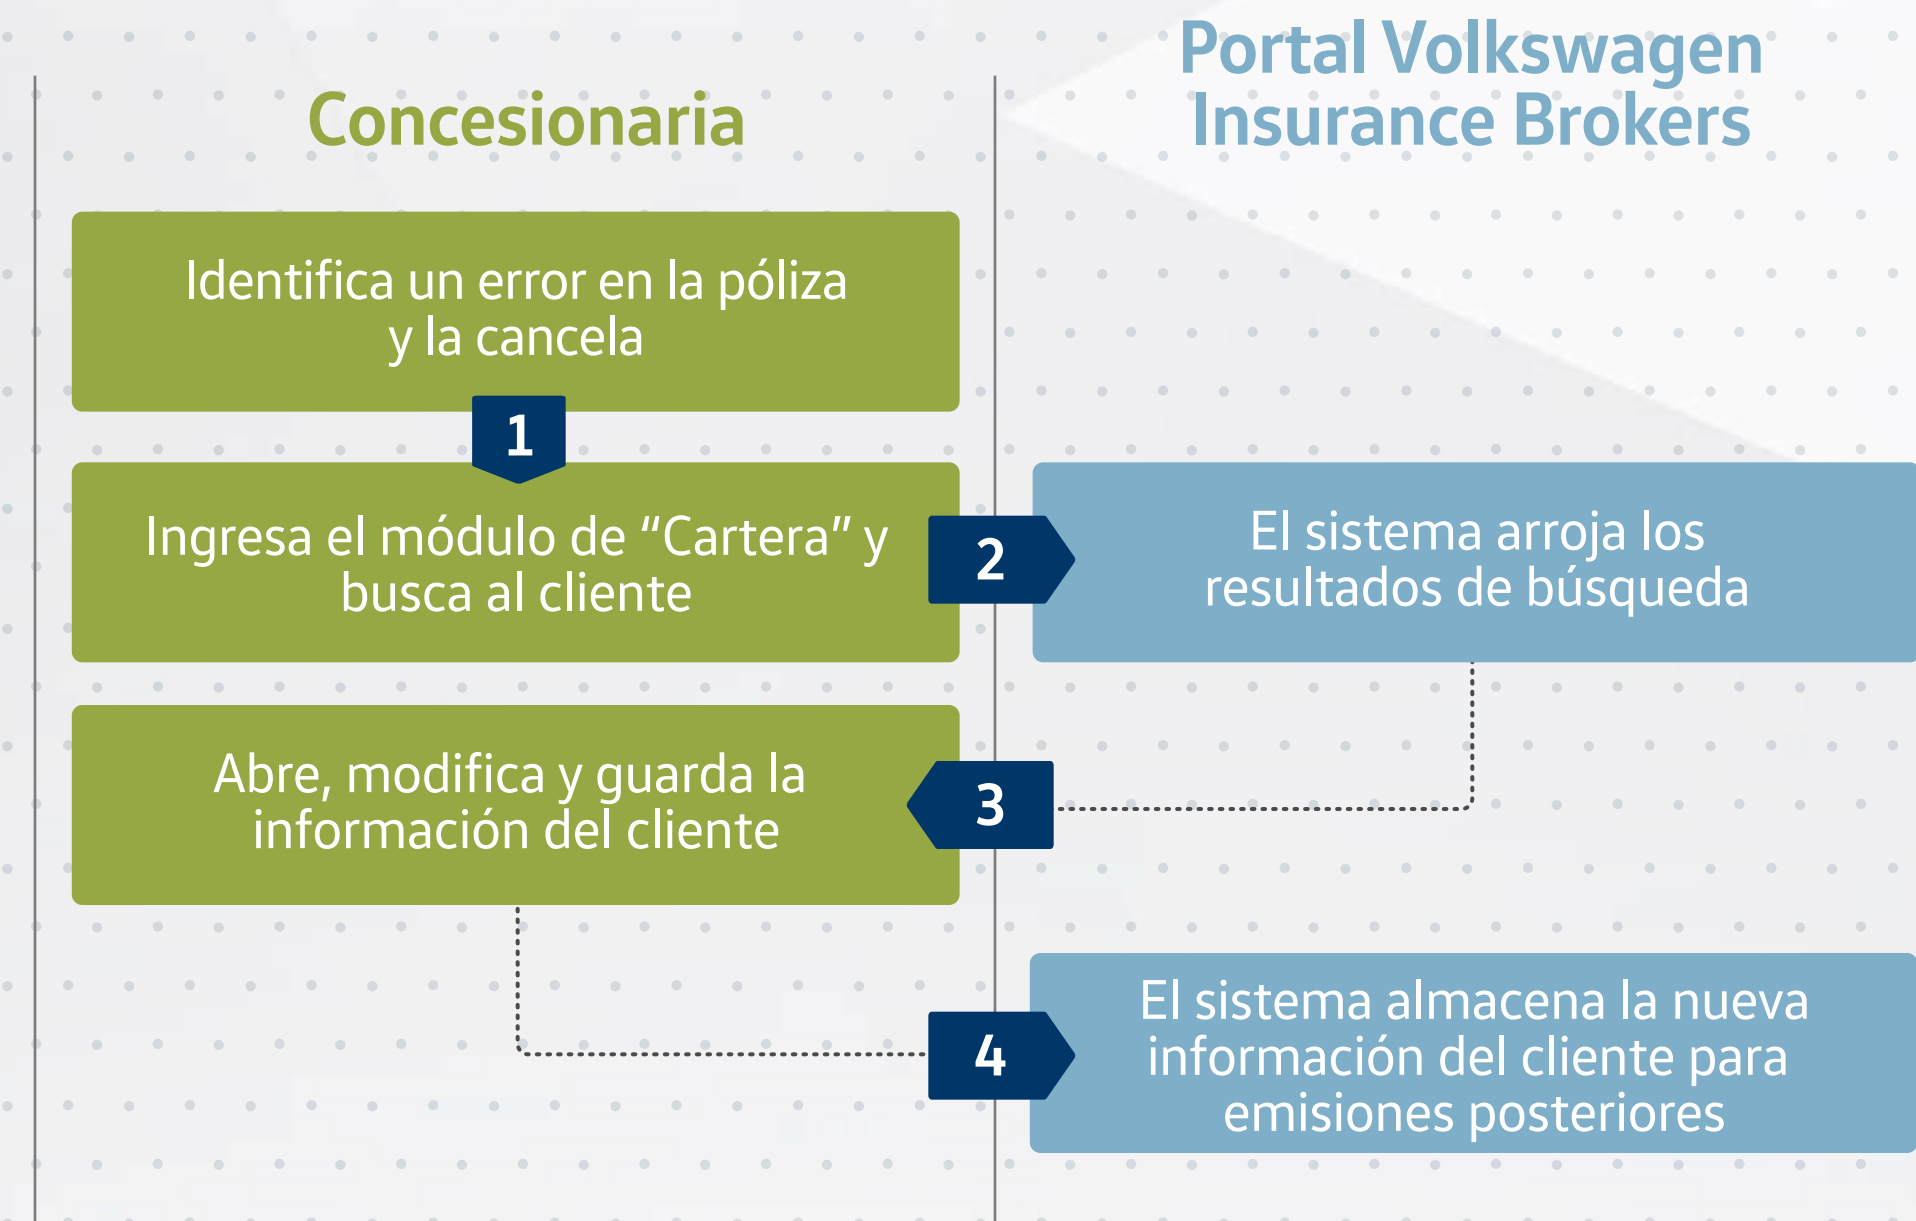 Concesionaria
Portal Volkswagen
Insurance Brokers
Identifica un error en la póliza
y la cancela
1
Ingresa el módulo de “Cartera” y
busca al cliente
2
El sistema arroja los
resultados de búsqueda
Abre, modifica y guarda la
información del cliente
3
4
El sistema almacena la nueva
información del cliente para
emisiones posteriores